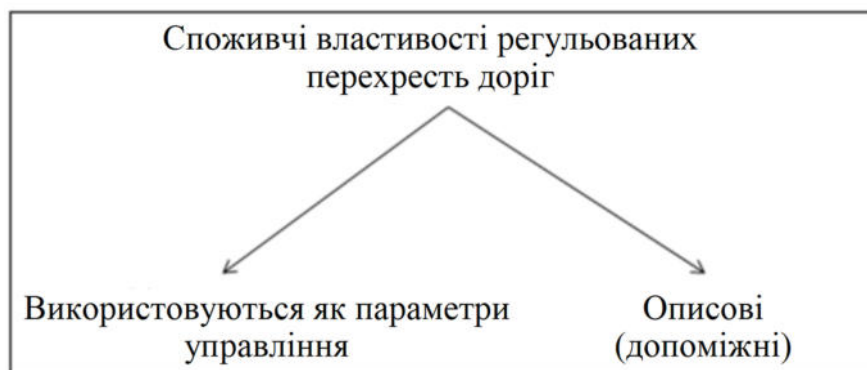 Споживчі властивості регульованих
перехресть доріг
Використовуються як параметри
управління
Описові
(допоміжні)